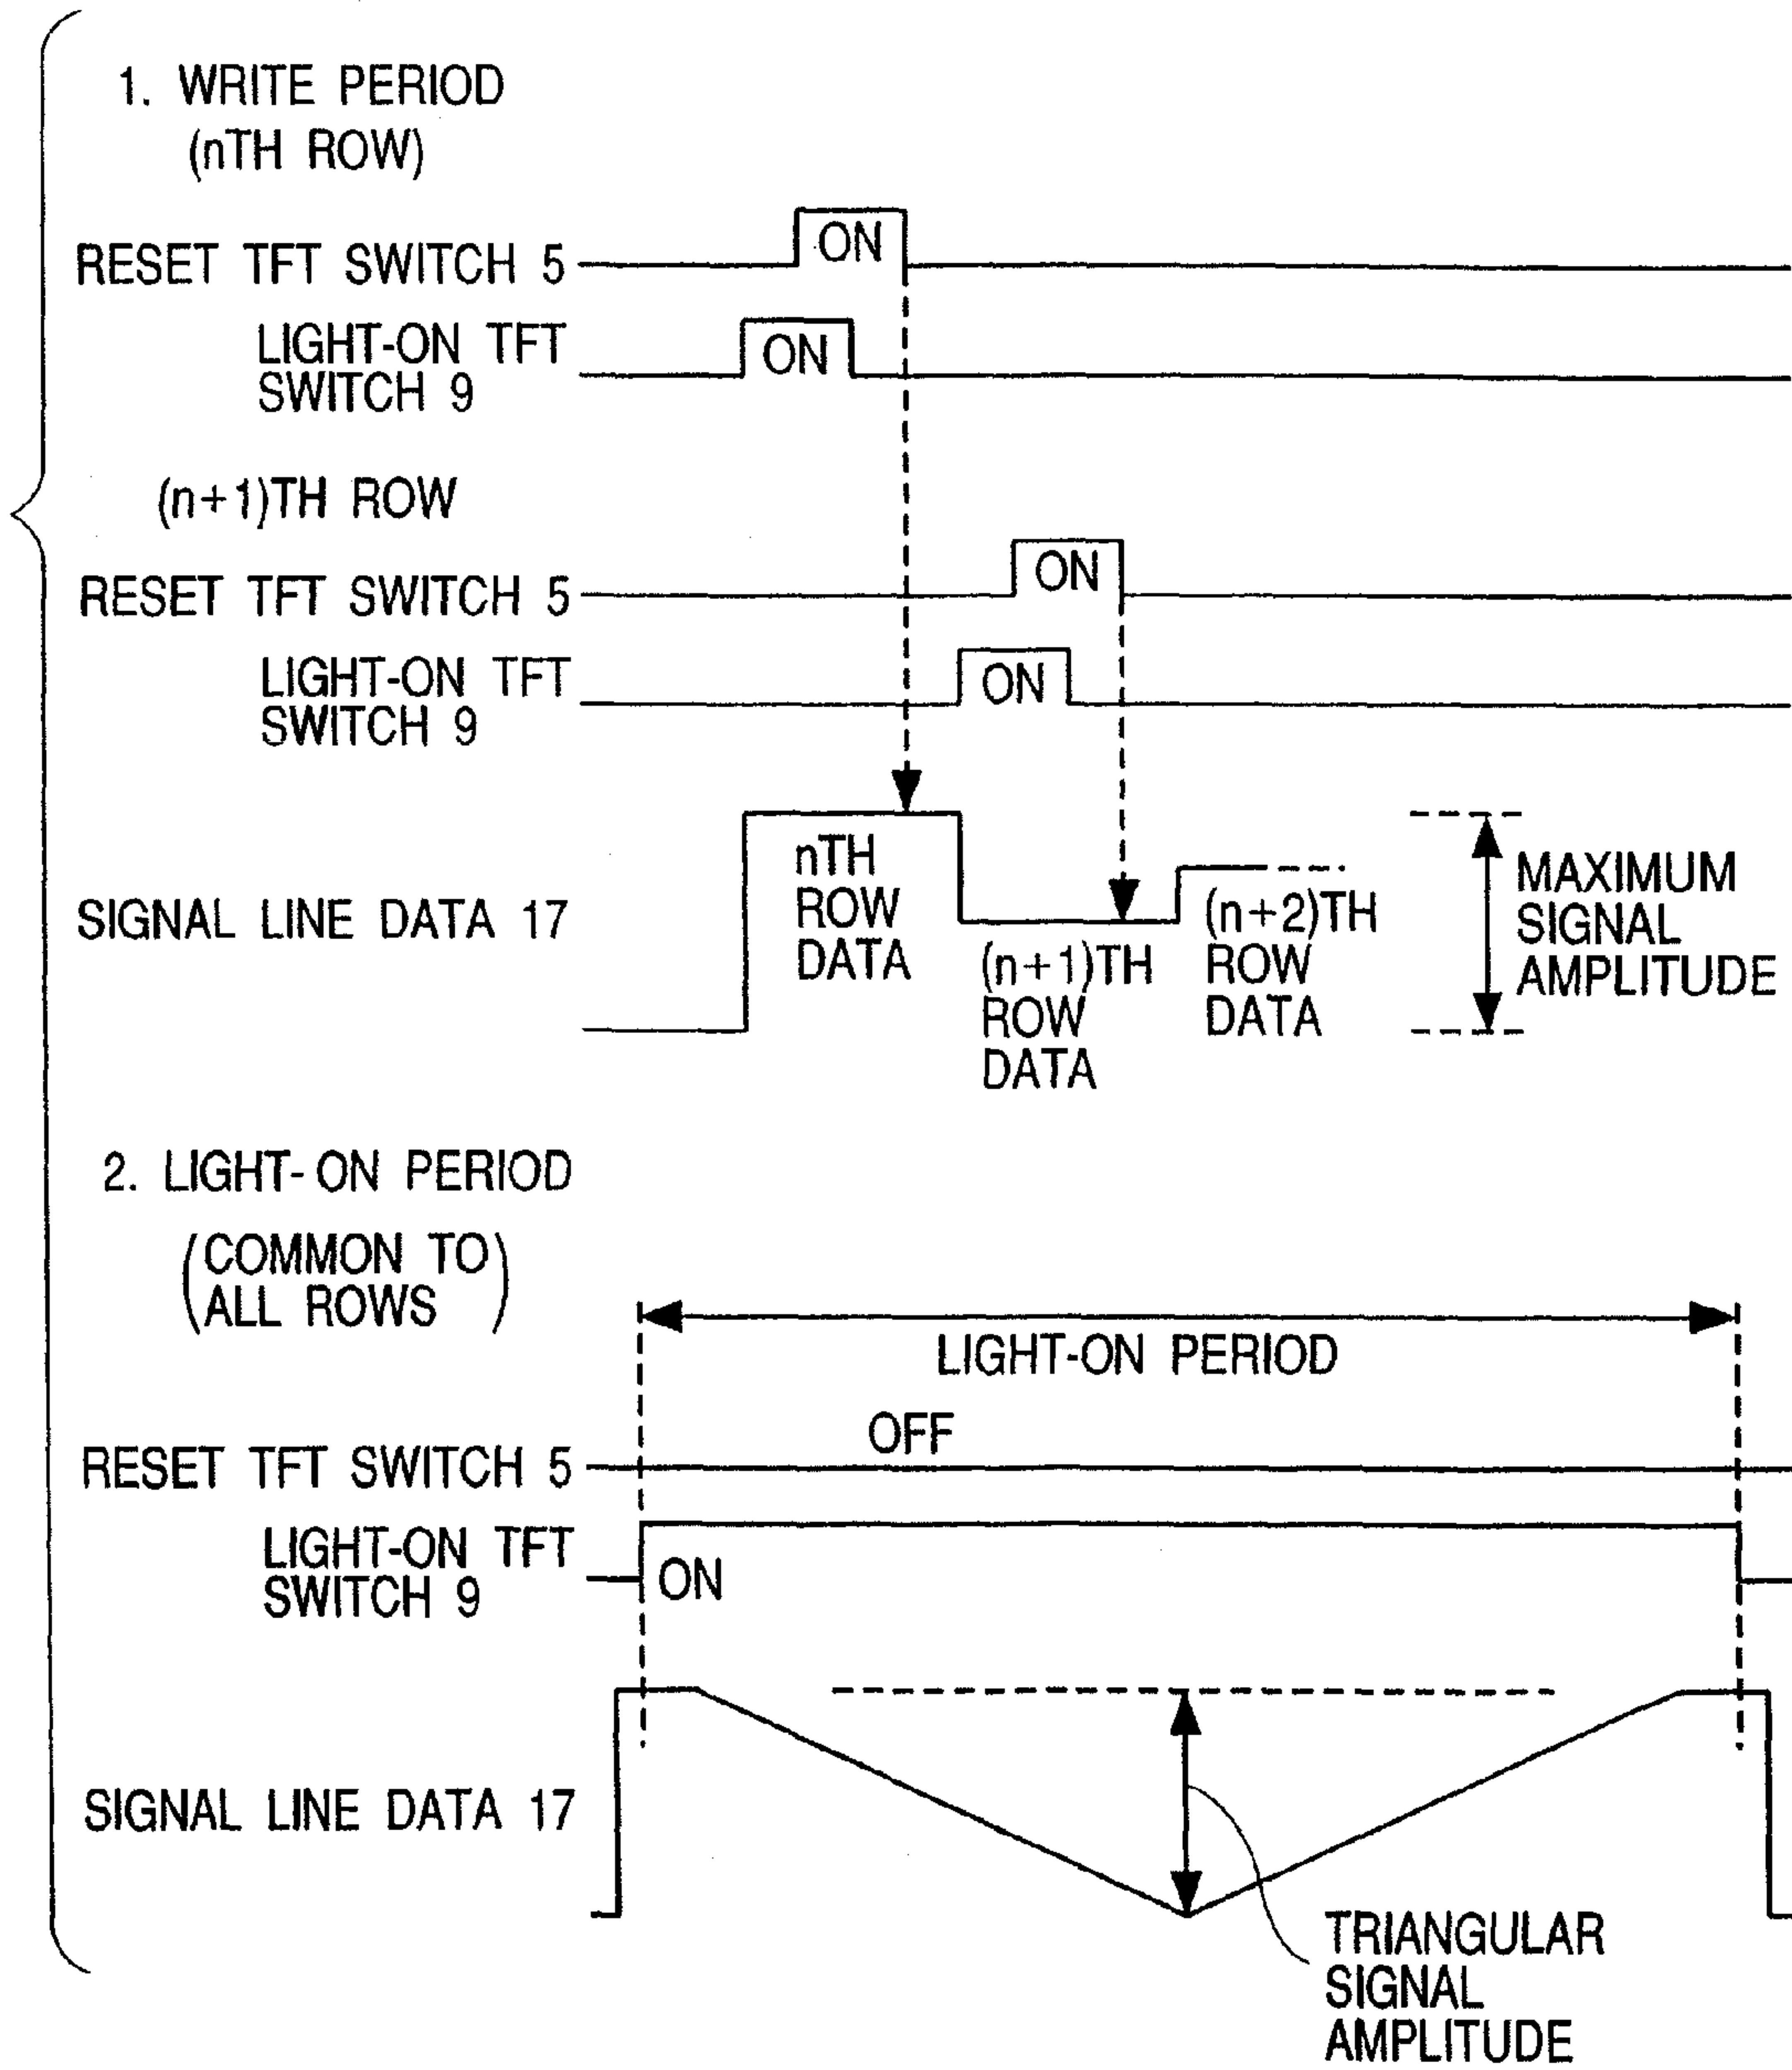 1. WRITE PERIOD
(nTH ROW)
RESET TFT SWITCH 5
ON
LIGHT-ON TFT
SWITCH 9
ON
(n+1)TH ROW
RESET TFT SWITCH 5
ON
LIGHT-ON TFT
SWITCH 9
ON
SIGNAL LINE DATA 17
nTH
ROW
DATA
(n+1)TH
ROW
DATA
(n+2)TH
ROW
DATA
MAXIMUM
SIGNAL
AMPLITUDE
2. LIGHT-ON PERIOD
(COMMON TO
ALL ROWS)
LIGHT-ON PERIOD
RESET TFT SWITCH 5
OFF
LIGHT-ON TFT
SWITCH 9
ON
SIGNAL LINE DATA 17
TRIANGULAR
SIGNAL
AMPLITUDE